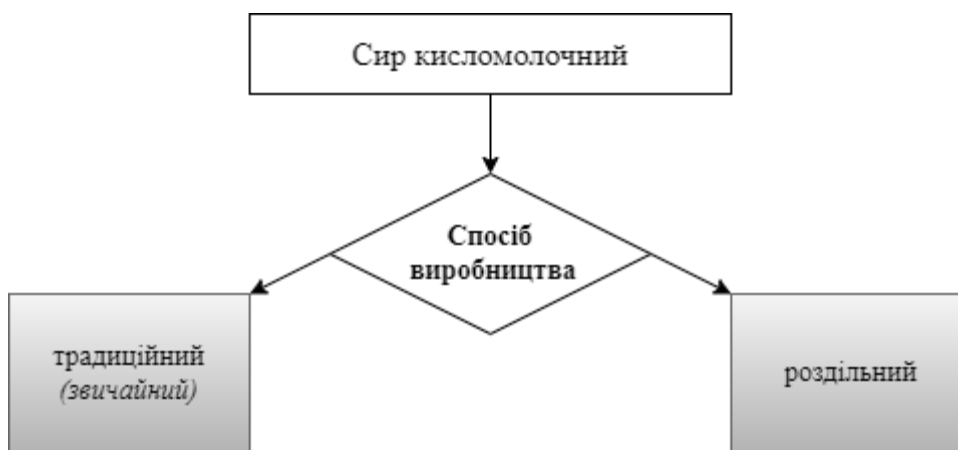 Сир кисломолочний
Спосіб
виробництва
традиційний
(звичайний)
роздільний